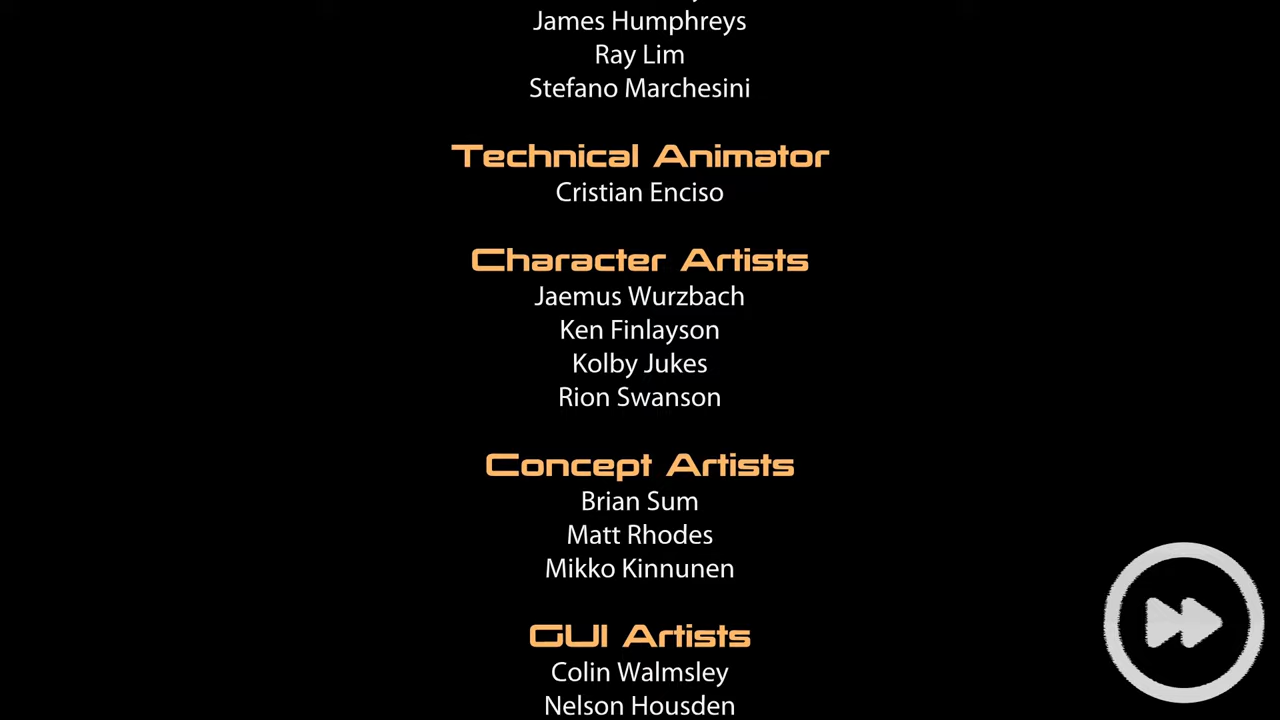 James Humphreys
Ray Lim
Stefano Marchesini
Technical Animator
Cristian Enciso
Character Artists
Jaemus Wurzbach
Ken Finlayson
Kolby Jukes
Rion Swanson
Concept Artists
Brian Sum
Matt Rhodes
Mikko Kinnunen
GUI Artists
Colin Walmsley
Nelson Housden